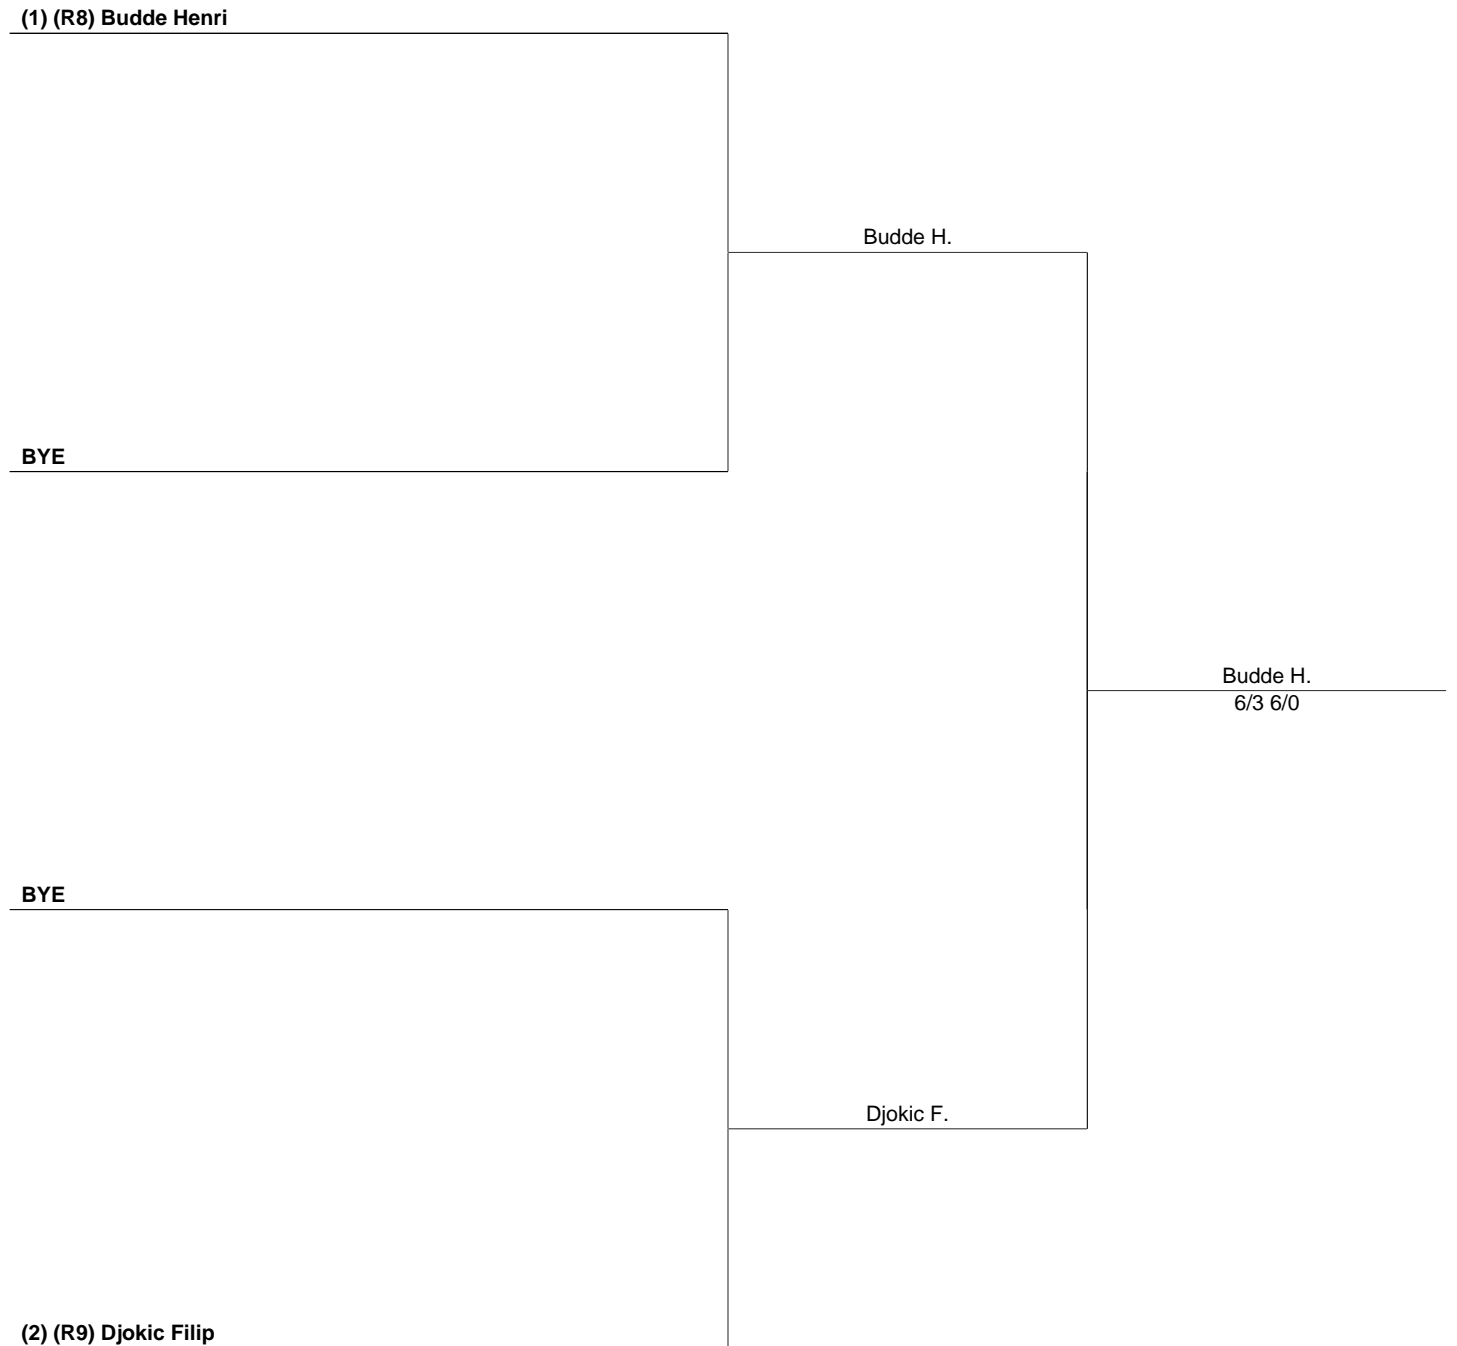 (1) (R8) Budde Henri
Budde H.
BYE
Budde H.
6/3 6/0
BYE
Djokic F.
(2) (R9) Djokic Filip